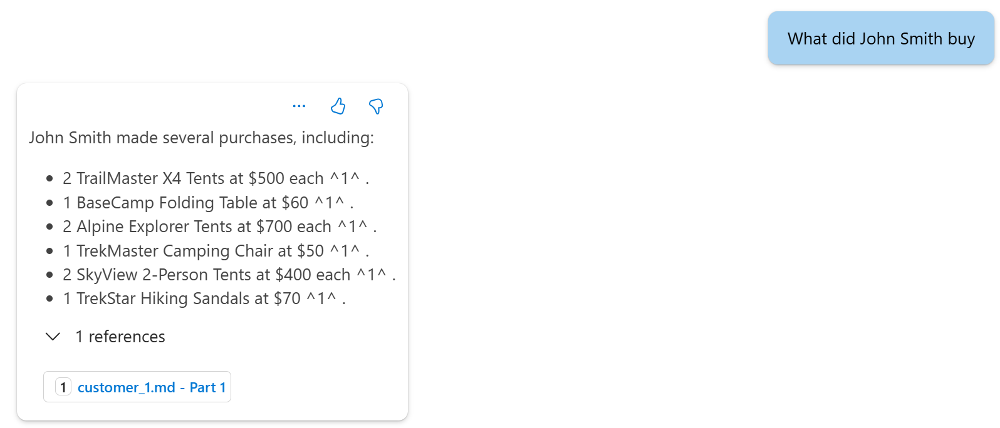 What did John Smith buy
John Smith made several purchases, including:
2 TrailMaster X4 Tents at $500 each ^1^ .
1 BaseCamp Folding Table at $60 ^1^ .
2 Alpine Explorer Tents at $700 each ^1^ .
1 TrekMaster Camping Chair at $50 ^1^ .
2 SkyView 2-Person Tents at $400 each ^1^ .
1 TrekStar Hiking Sandals at $70 ^1^ .
1 references
1 customer_1.md - Part 1